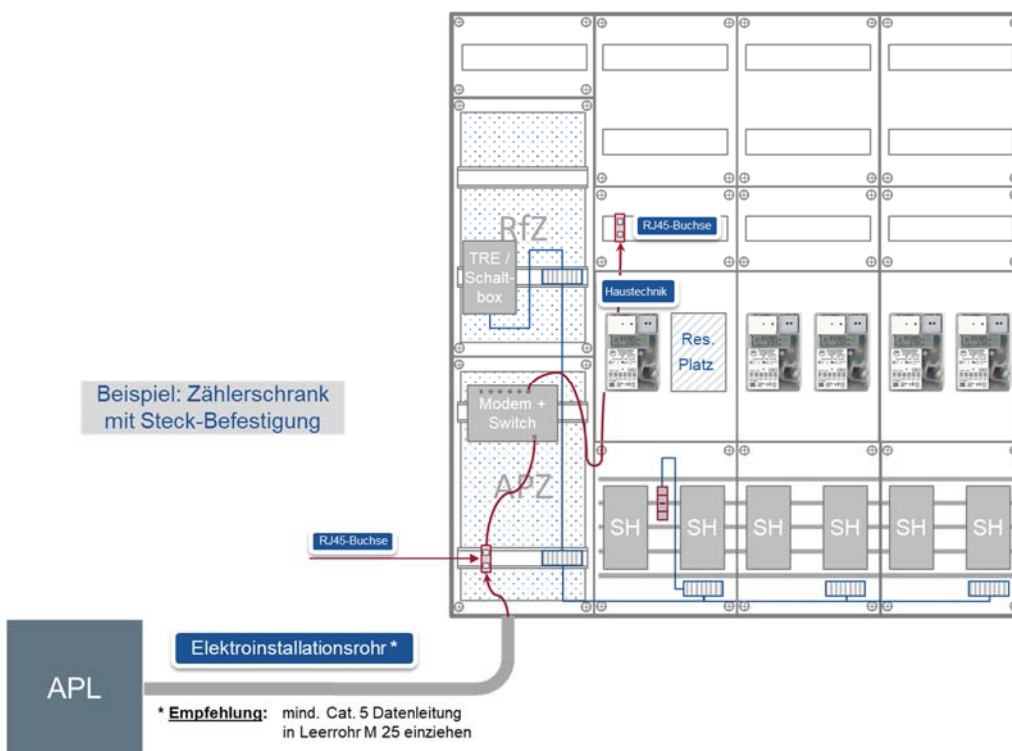 RfZ
TRE /
Schalt-
box
RJ45-Buchse
Haustechnik
Res.
Platz
Beispiel: Zählerschrank
mit Steck-Befestigung
Modem +
Switch
APZ
SH
SH
SH
SH
SH
SH
RJ45-Buchse
Elektroinstallationsrohr *
APL
* Empfehlung: mind. Cat. 5 Datenleitung
in Leerrohr M 25 einziehen